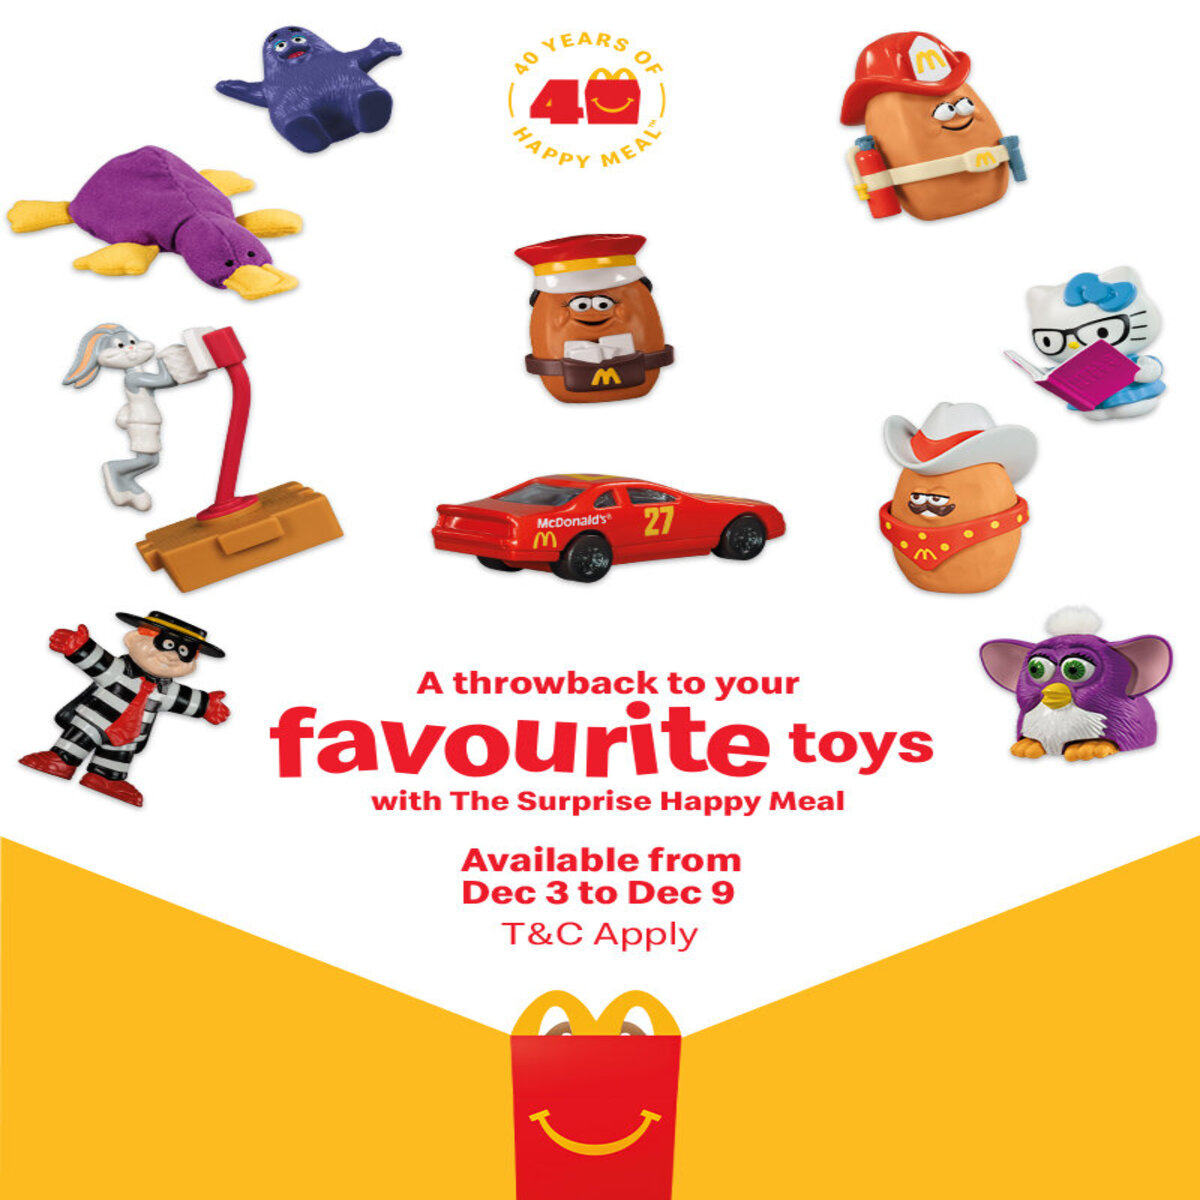 40 YEARS OF
40
HAPPY MEAL™
McDonald's®
27
A throwback to your
favourite toys
with The Surprise Happy Meal
Available from
Dec 3 to Dec 9
T&C Apply